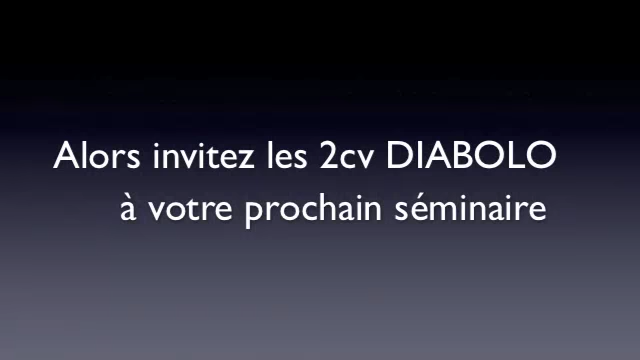 Alors invitez les 2cv DIABOLO
à votre prochain séminaire